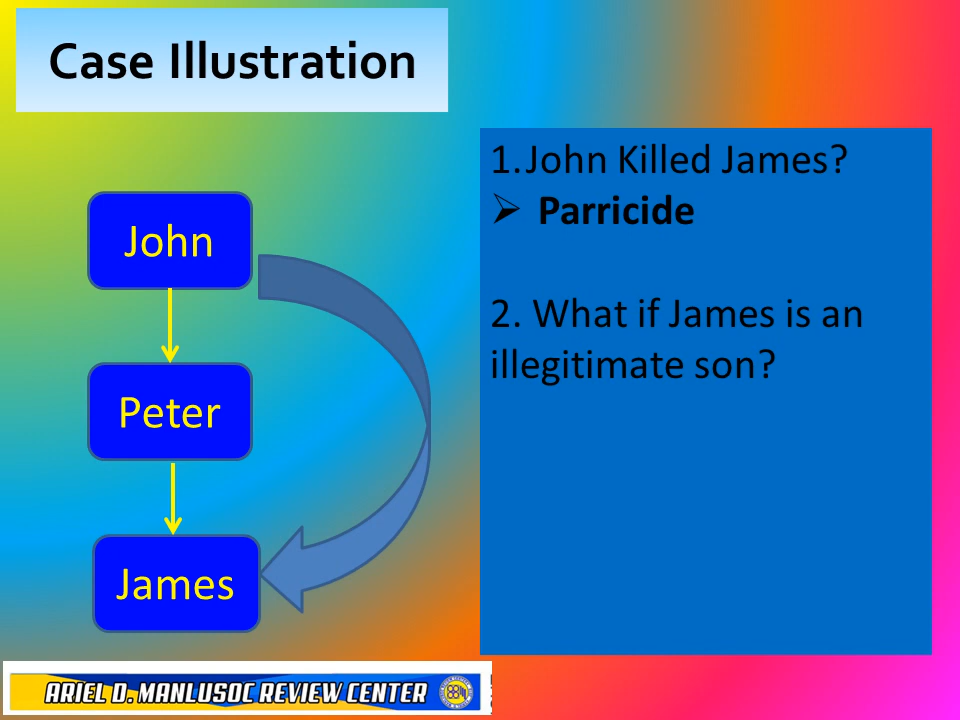 Case Illustration
John
Peter
James
1.John Killed James?
➢ Parricide
2. What if James is an
illegitimate son?
ARIEL D. MANLUSOC REVIEW CENTER